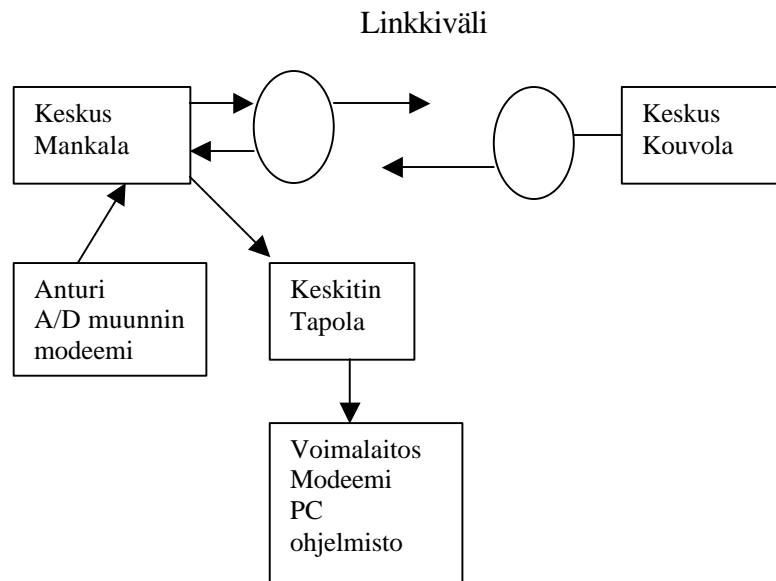 Linkkiväli
Keskus
Mankala
Keskus
Kouvola
Anturi
A/D muunnin
modeemi
Keskitin
Tapola
Voimalaitos
Modeemi
PC
ohjelmisto